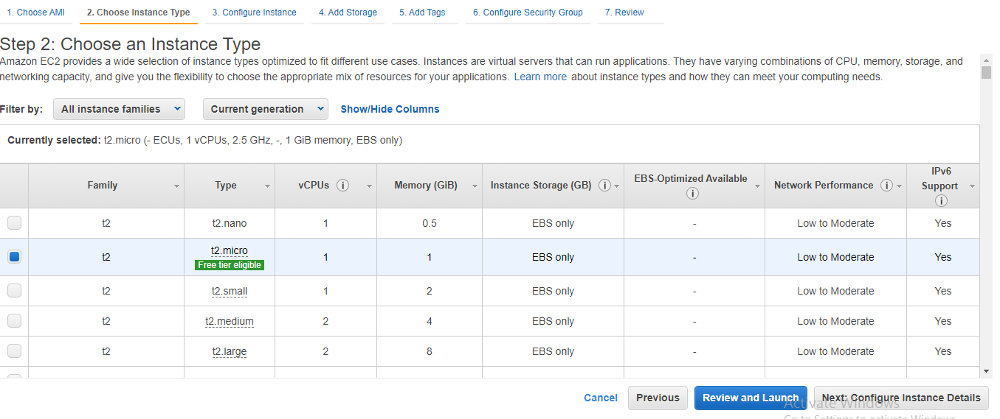 1. Choose AMI 2. Choose Instance Type 3. Configure Instance 4. Add Storage 5. Add Tags 6. Configure Security Group 7. Review
Step 2: Choose an Instance Type
Amazon EC2 provides a wide selection of instance types optimized to fit different use cases. Instances are virtual servers that can run applications. They have varying combinations of CPU, memory, storage, and
networking capacity, and give you the flexibility to choose the appropriate mix of resources for your applications. Learn more about instance types and how they can meet your computing needs.
Filter by: All instance families Current generation Show/Hide Columns
Currently selected: t2.micro (- ECUs, 1 vCPUs, 2.5 GHz, -, 1 GiB memory, EBS only)
Family Type vCPUs Memory (GiB) Instance Storage (GB) EBS-Optimized Available Network Performance IPv6 Support
t2 t2.nano 1 0.5 EBS only - Low to Moderate Yes
t2 t2.micro 1 1 EBS only - Low to Moderate Yes
Free tier eligible
t2 t2.small 1 2 EBS only - Low to Moderate Yes
t2 t2.medium 2 4 EBS only - Low to Moderate Yes
t2 t2.large 2 8 EBS only - Low to Moderate Yes
Cancel Previous Review and Launch Next: Configure Instance Details
Activate Windows
Go to Settings to activate Windows.